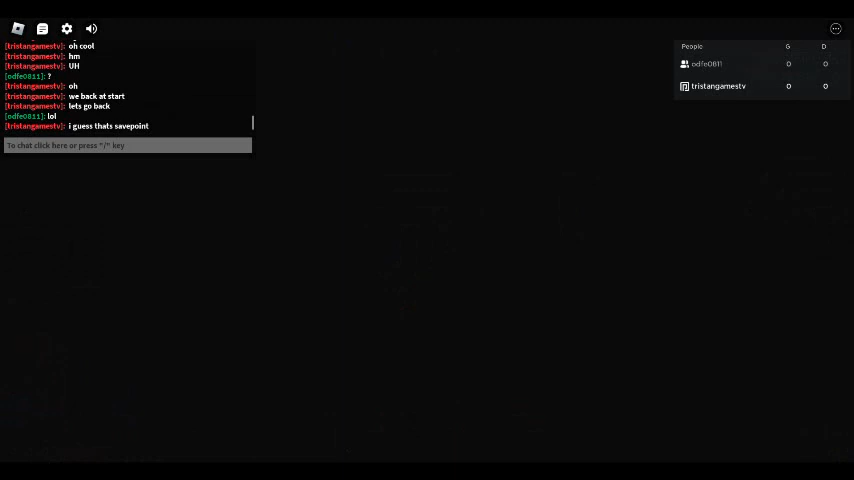 [tristangamestv]: oh cool
[tristangamestv]: hm
[tristangamestv]: UH
[odfe0811]: ?
[tristangamestv]: oh
[tristangamestv]: we back at start
[tristangamestv]: lets go back
[odfe0811]: lol
[tristangamestv]: i guess thats savepoint
To chat click here or press "/" key
People G D
odfe0811 0 0
tristangamestv 0 0